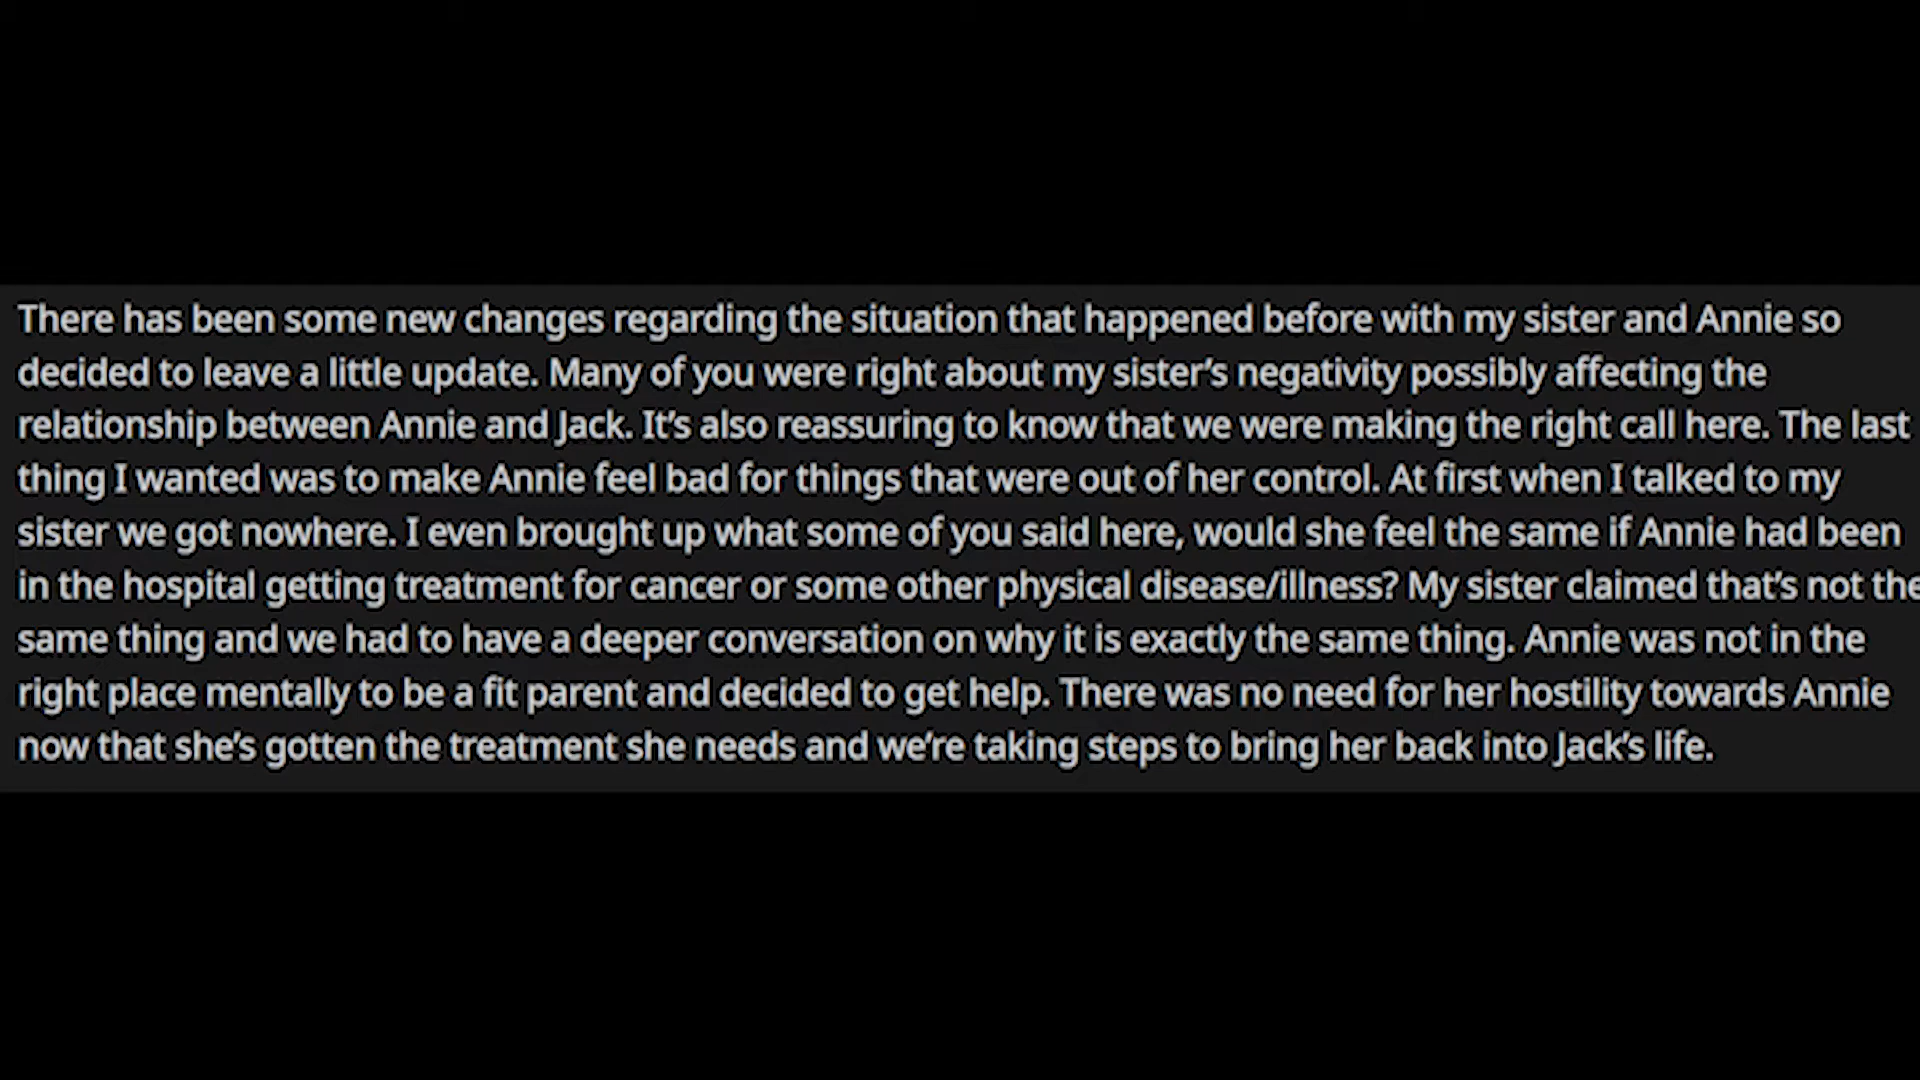 There has been some new changes regarding the situation that happened before with my sister and Annie so
decided to leave a little update. Many of you were right about my sister’s negativity possibly affecting the
relationship between Annie and Jack. It’s also reassuring to know that we were making the right call here. The last
thing I wanted was to make Annie feel bad for things that were out of her control. At first when I talked to my
sister we got nowhere. I even brought up what some of you said here, would she feel the same if Annie had been
in the hospital getting treatment for cancer or some other physical disease/illness? My sister claimed that’s not the
same thing and we had to have a deeper conversation on why it is exactly the same thing. Annie was not in the
right place mentally to be a fit parent and decided to get help. There was no need for her hostility towards Annie
now that she’s gotten the treatment she needs and we’re taking steps to bring her back into Jack’s life.